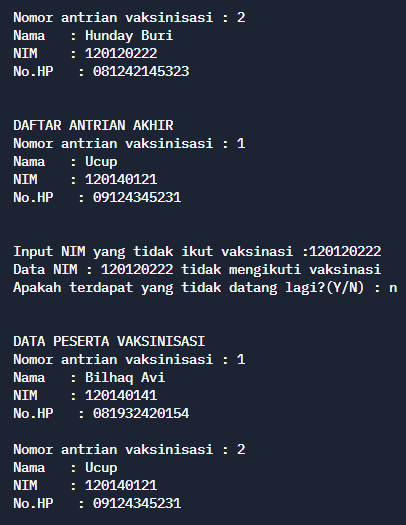 Nomor antrian vaksinisasi : 2
Nama   : Hunday Buri
NIM    : 120120222
No.HP   : 081242145323
DAFTAR ANTRIAN AKHIR
Nomor antrian vaksinisasi : 1
Nama   : Ucup
NIM    : 120140121
No.HP   : 09124345231
Input NIM yang tidak ikut vaksinasi :120120222
Data NIM : 120120222 tidak mengikuti vaksinasi
Apakah terdapat yang tidak datang lagi?(Y/N) : n
DATA PESERTA VAKSINISASI
Nomor antrian vaksinisasi : 1
Nama   : Bilhaq Avi
NIM    : 120140141
No.HP   : 081932420154
Nomor antrian vaksinisasi : 2
Nama   : Ucup
NIM    : 120140121
No.HP   : 09124345231